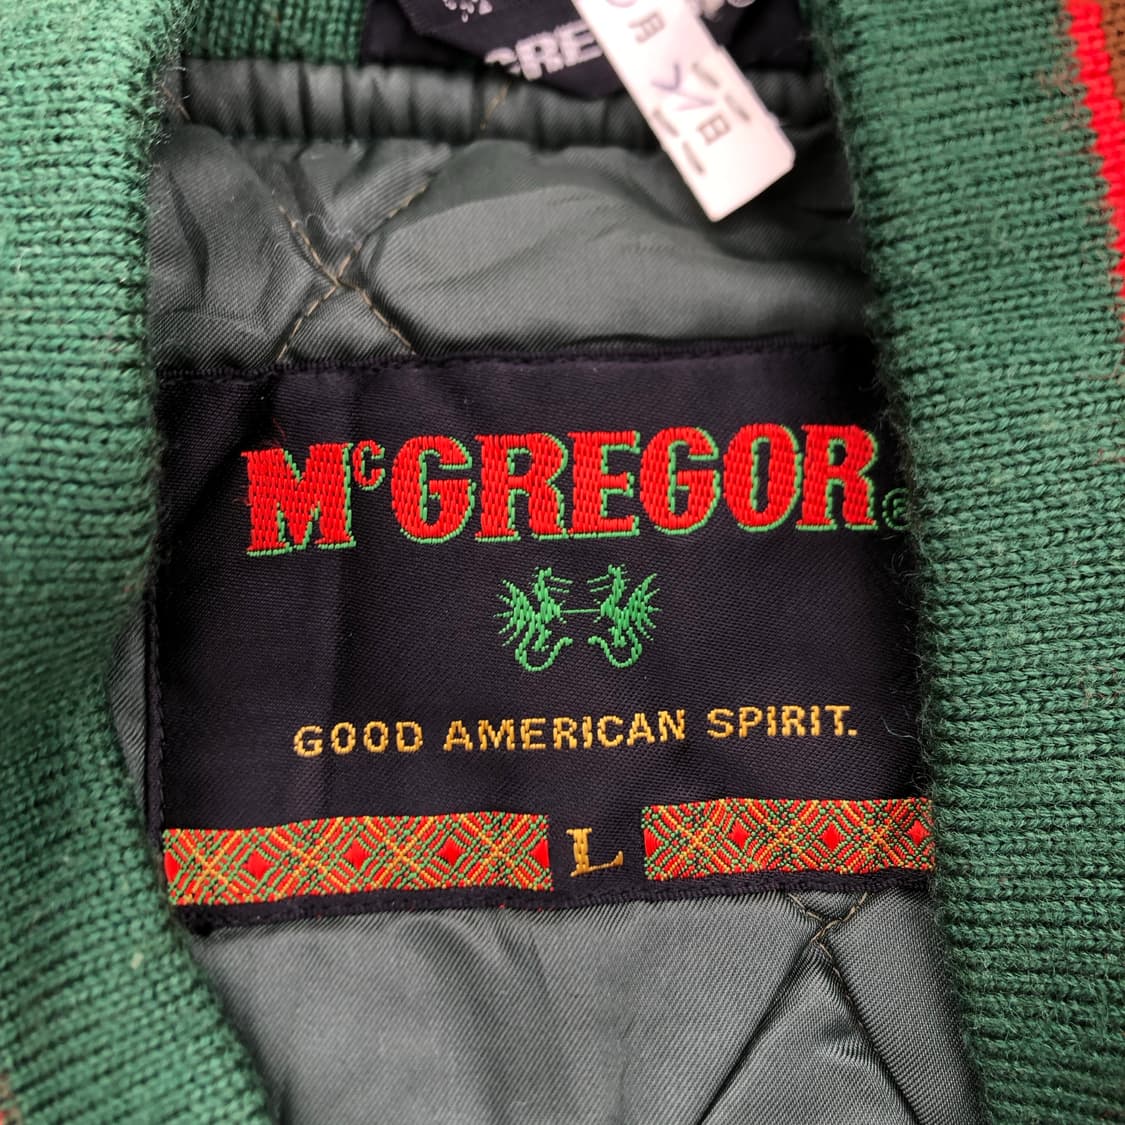 McGREGOR
GOOD AMERICAN SPIRIT.
L